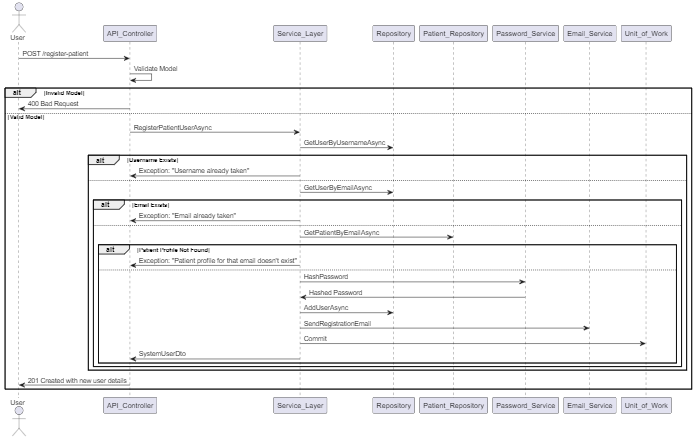 User
API_Controller Service_Layer Repository Patient_Repository Password_Service Email_Service Unit_of_Work
POST /register-patient
Validate Model
alt [Invalid Model]
400 Bad Request
[Valid Model]
RegisterPatientUserAsync
GetUserByUsernameAsync
alt [Username Exists]
Exception: "Username already taken"
GetUserByEmailAsync
alt [Email Exists]
Exception: "Email already taken"
GetPatientByEmailAsync
alt [Patient Profile Not Found]
Exception: "Patient profile for that email doesn't exist"
HashPassword
Hashed Password
AddUserAsync
SendRegistrationEmail
Commit
SystemUserDto
201 Created with new user details
User
API_Controller Service_Layer Repository Patient_Repository Password_Service Email_Service Unit_of_Work